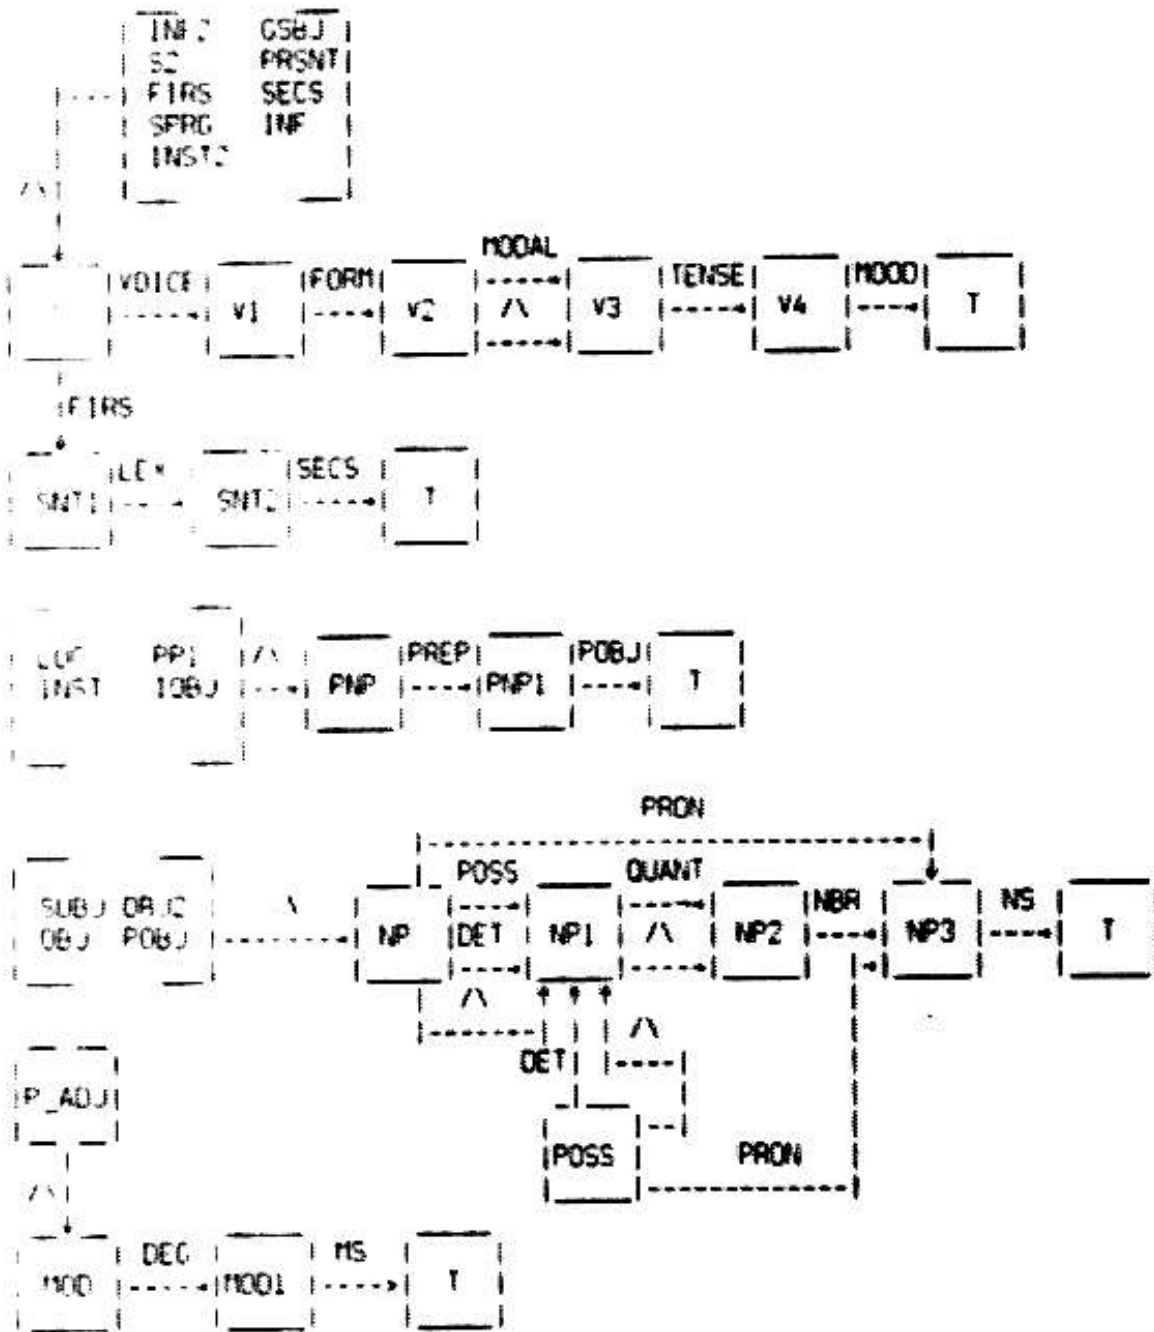 INF2 GSBJ
S2 PRSNT
FIRS SECS
SPRG INF
INST2
/\
MODAL
VOICE FORM TENSE MOOD
V1 V2 /\ V3 V4 T
FIRS
LEX SECS
SNT1 SNT2 T
LOC PP1 /\ PREP POBJ
INST IOBJ PNP PNP1 T
PRON
POSS QUANT
SUBJ OBJ2 /\ NBR NS
OBJ POBJ NP DET NP1 /\ NP2 NP3 T
/\ /\
DET
P_ADJ
POSS PRON
/\
DEG MS
MOD MOD1 T